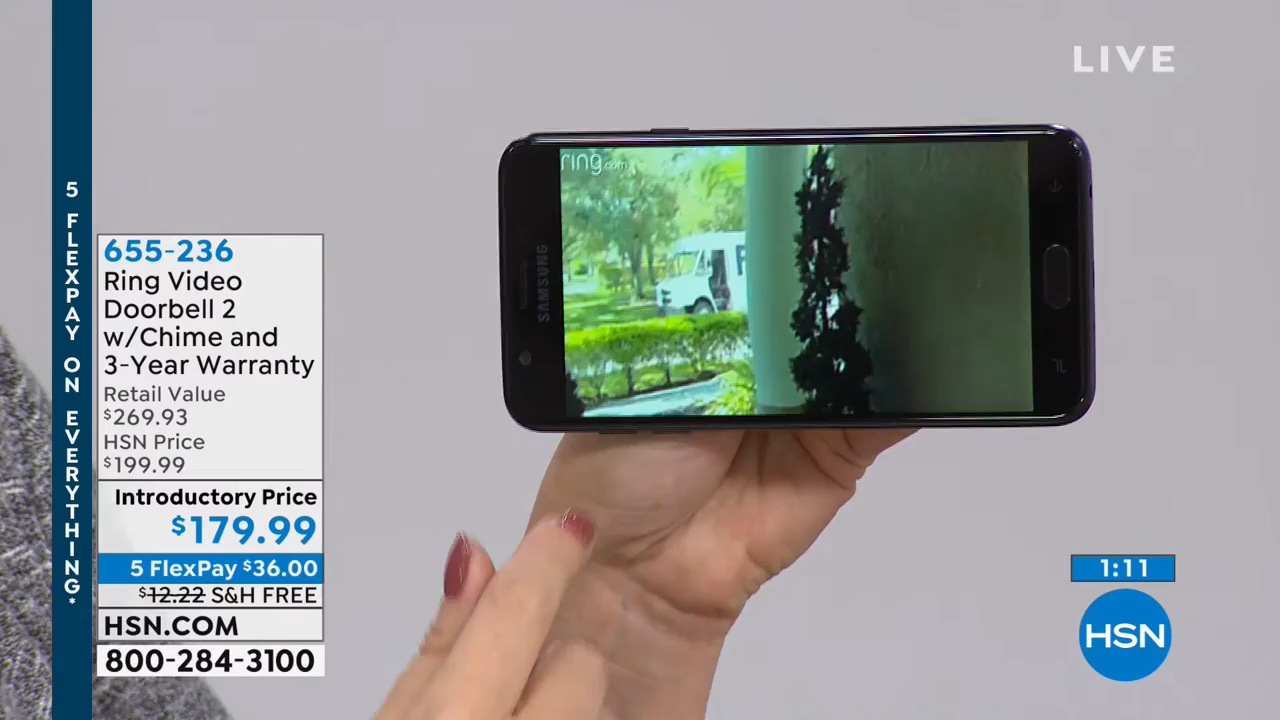 LIVE
5 FLEXPAY ON EVERYTHING*
ring.com
SAMSUNG
655-236
Ring Video
Doorbell 2
w/Chime and
3-Year Warranty
Retail Value
$269.93
HSN Price
$199.99
Introductory Price
$179.99
5 FlexPay $36.00
$12.22 S&H FREE
HSN.COM
800-284-3100
1:11
HSN